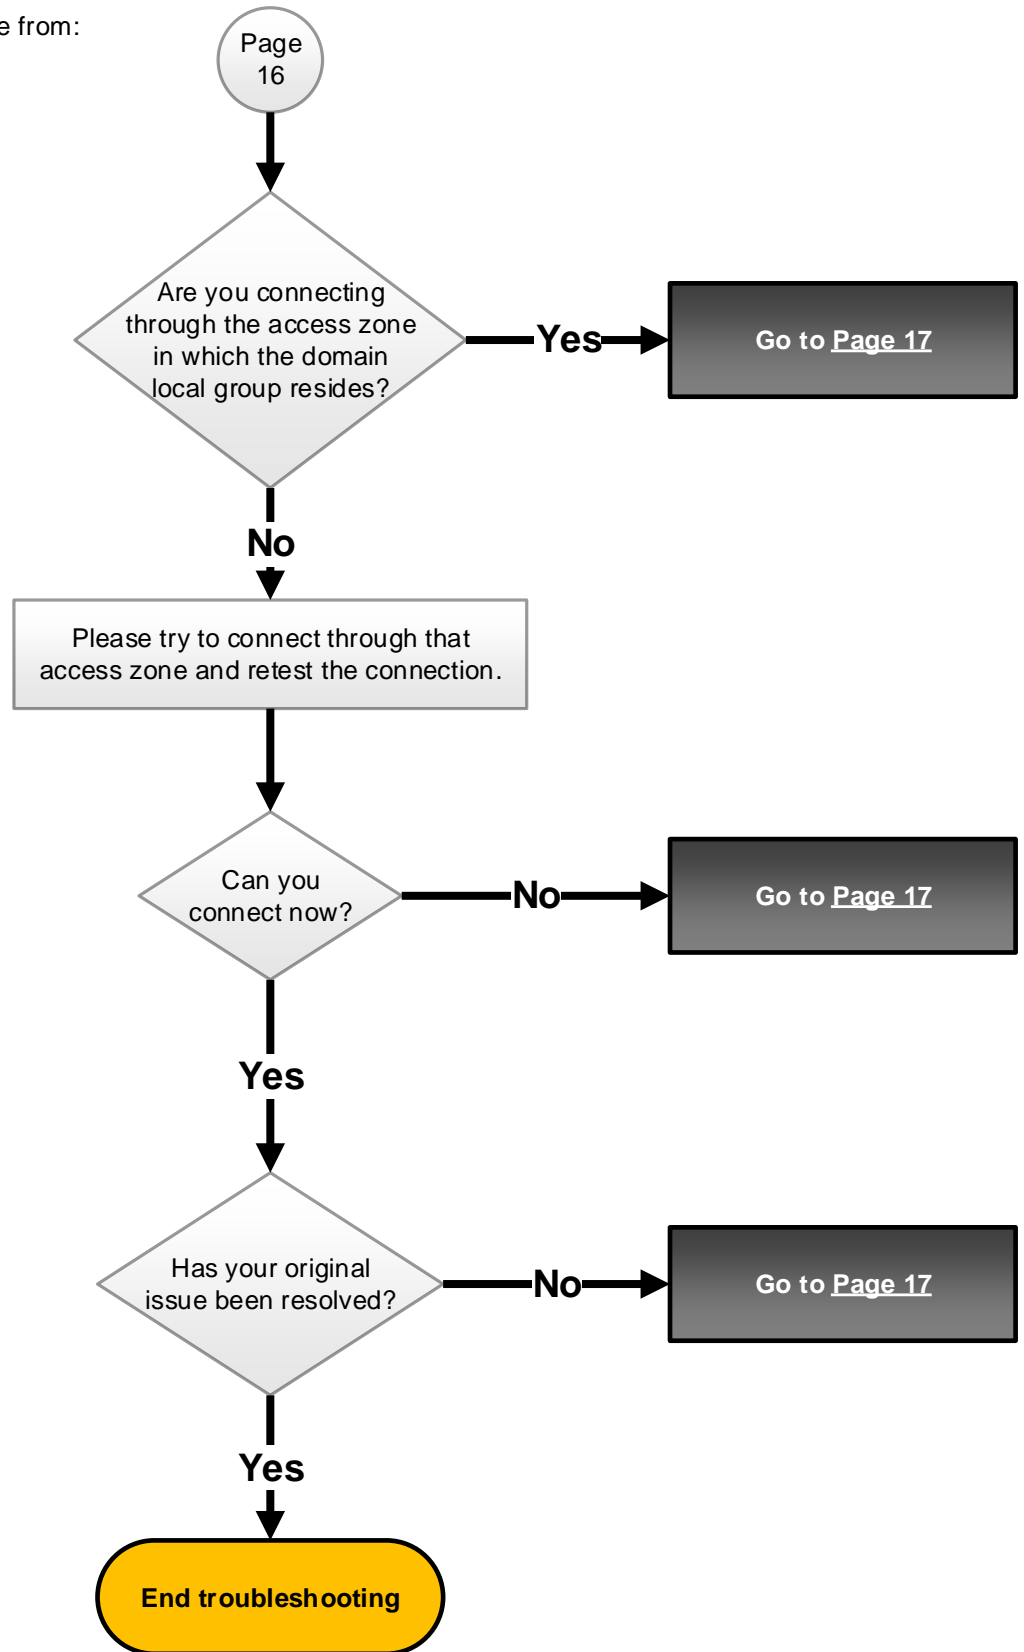 e from:
Page
16
Are you connecting
through the access zone
in which the domain
local group resides?
Yes
Go to Page 17
No
Please try to connect through that
access zone and retest the connection.
Can you
connect now?
No
Go to Page 17
Yes
Has your original
issue been resolved?
No
Go to Page 17
Yes
End troubleshooting